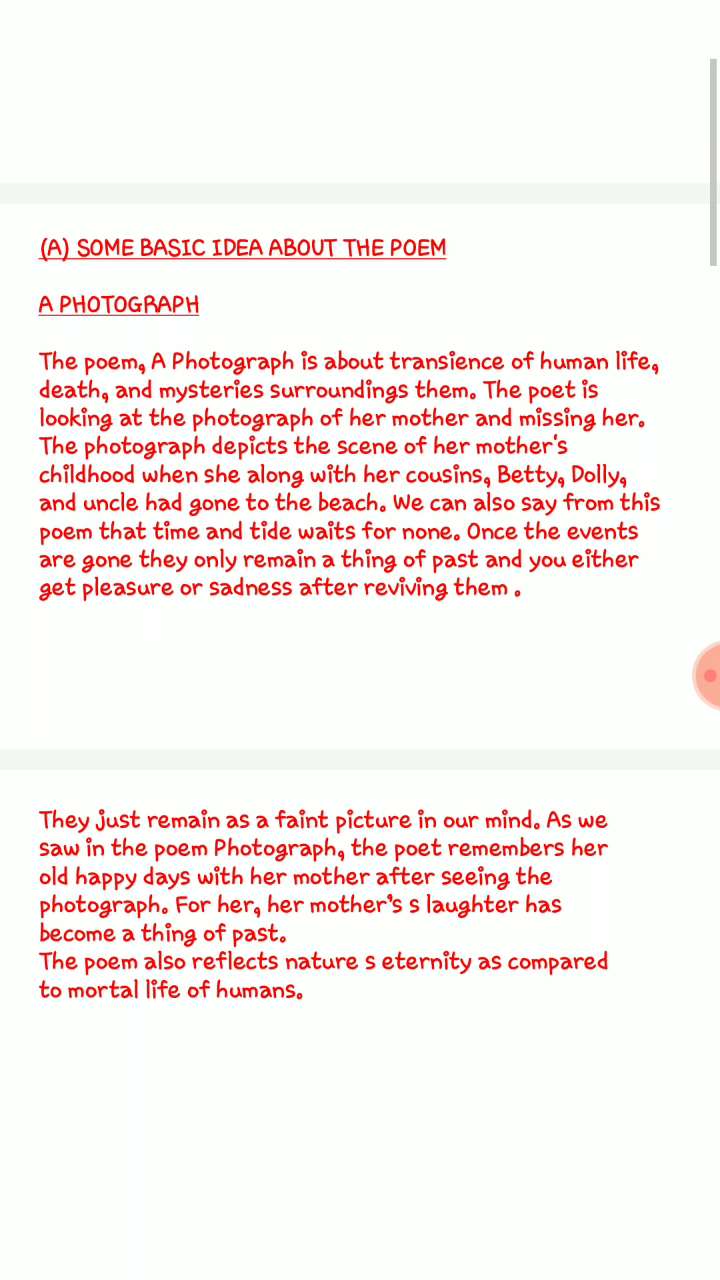 (A) SOME BASIC IDEA ABOUT THE POEM
A PHOTOGRAPH
The poem, A Photograph is about transience of human life,
death, and mysteries surroundings them. The poet is
looking at the photograph of her mother and missing her.
The photograph depicts the scene of her mother's
childhood when she along with her cousins, Betty, Dolly,
and uncle had gone to the beach. We can also say from this
poem that time and tide waits for none. Once the events
are gone they only remain a thing of past and you either
get pleasure or sadness after reviving them .
They just remain as a faint picture in our mind. As we
saw in the poem Photograph, the poet remembers her
old happy days with her mother after seeing the
photograph. For her, her mother’s s laughter has
become a thing of past.
The poem also reflects nature s eternity as compared
to mortal life of humans.